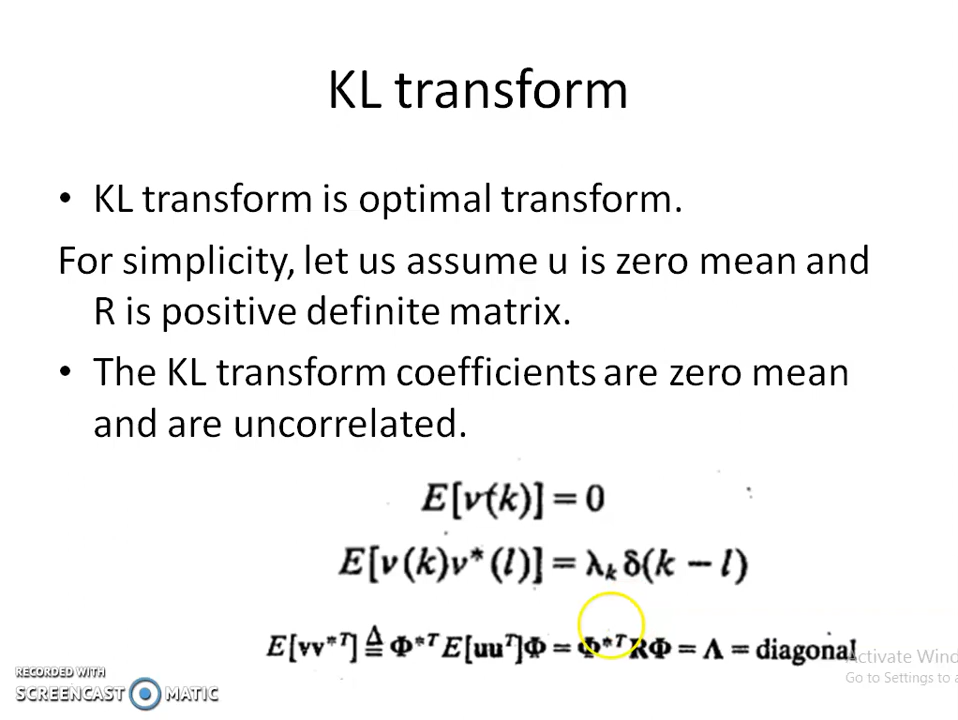 KL transform
• KL transform is optimal transform.
For simplicity, let us assume u is zero mean and
R is positive definite matrix.
• The KL transform coefficients are zero mean
and are uncorrelated.
E[v(k)] = 0
E[v(k)v*(l)] = λₖ δ(k − l)
E[vv*ᵀ] ≜ Φ*ᵀ E[uuᵀ]Φ = Φ*ᵀRΦ = Λ = diagonal
Activate Wind
Go to Settings to a
RECORDED WITH
SCREENCAST MATIC